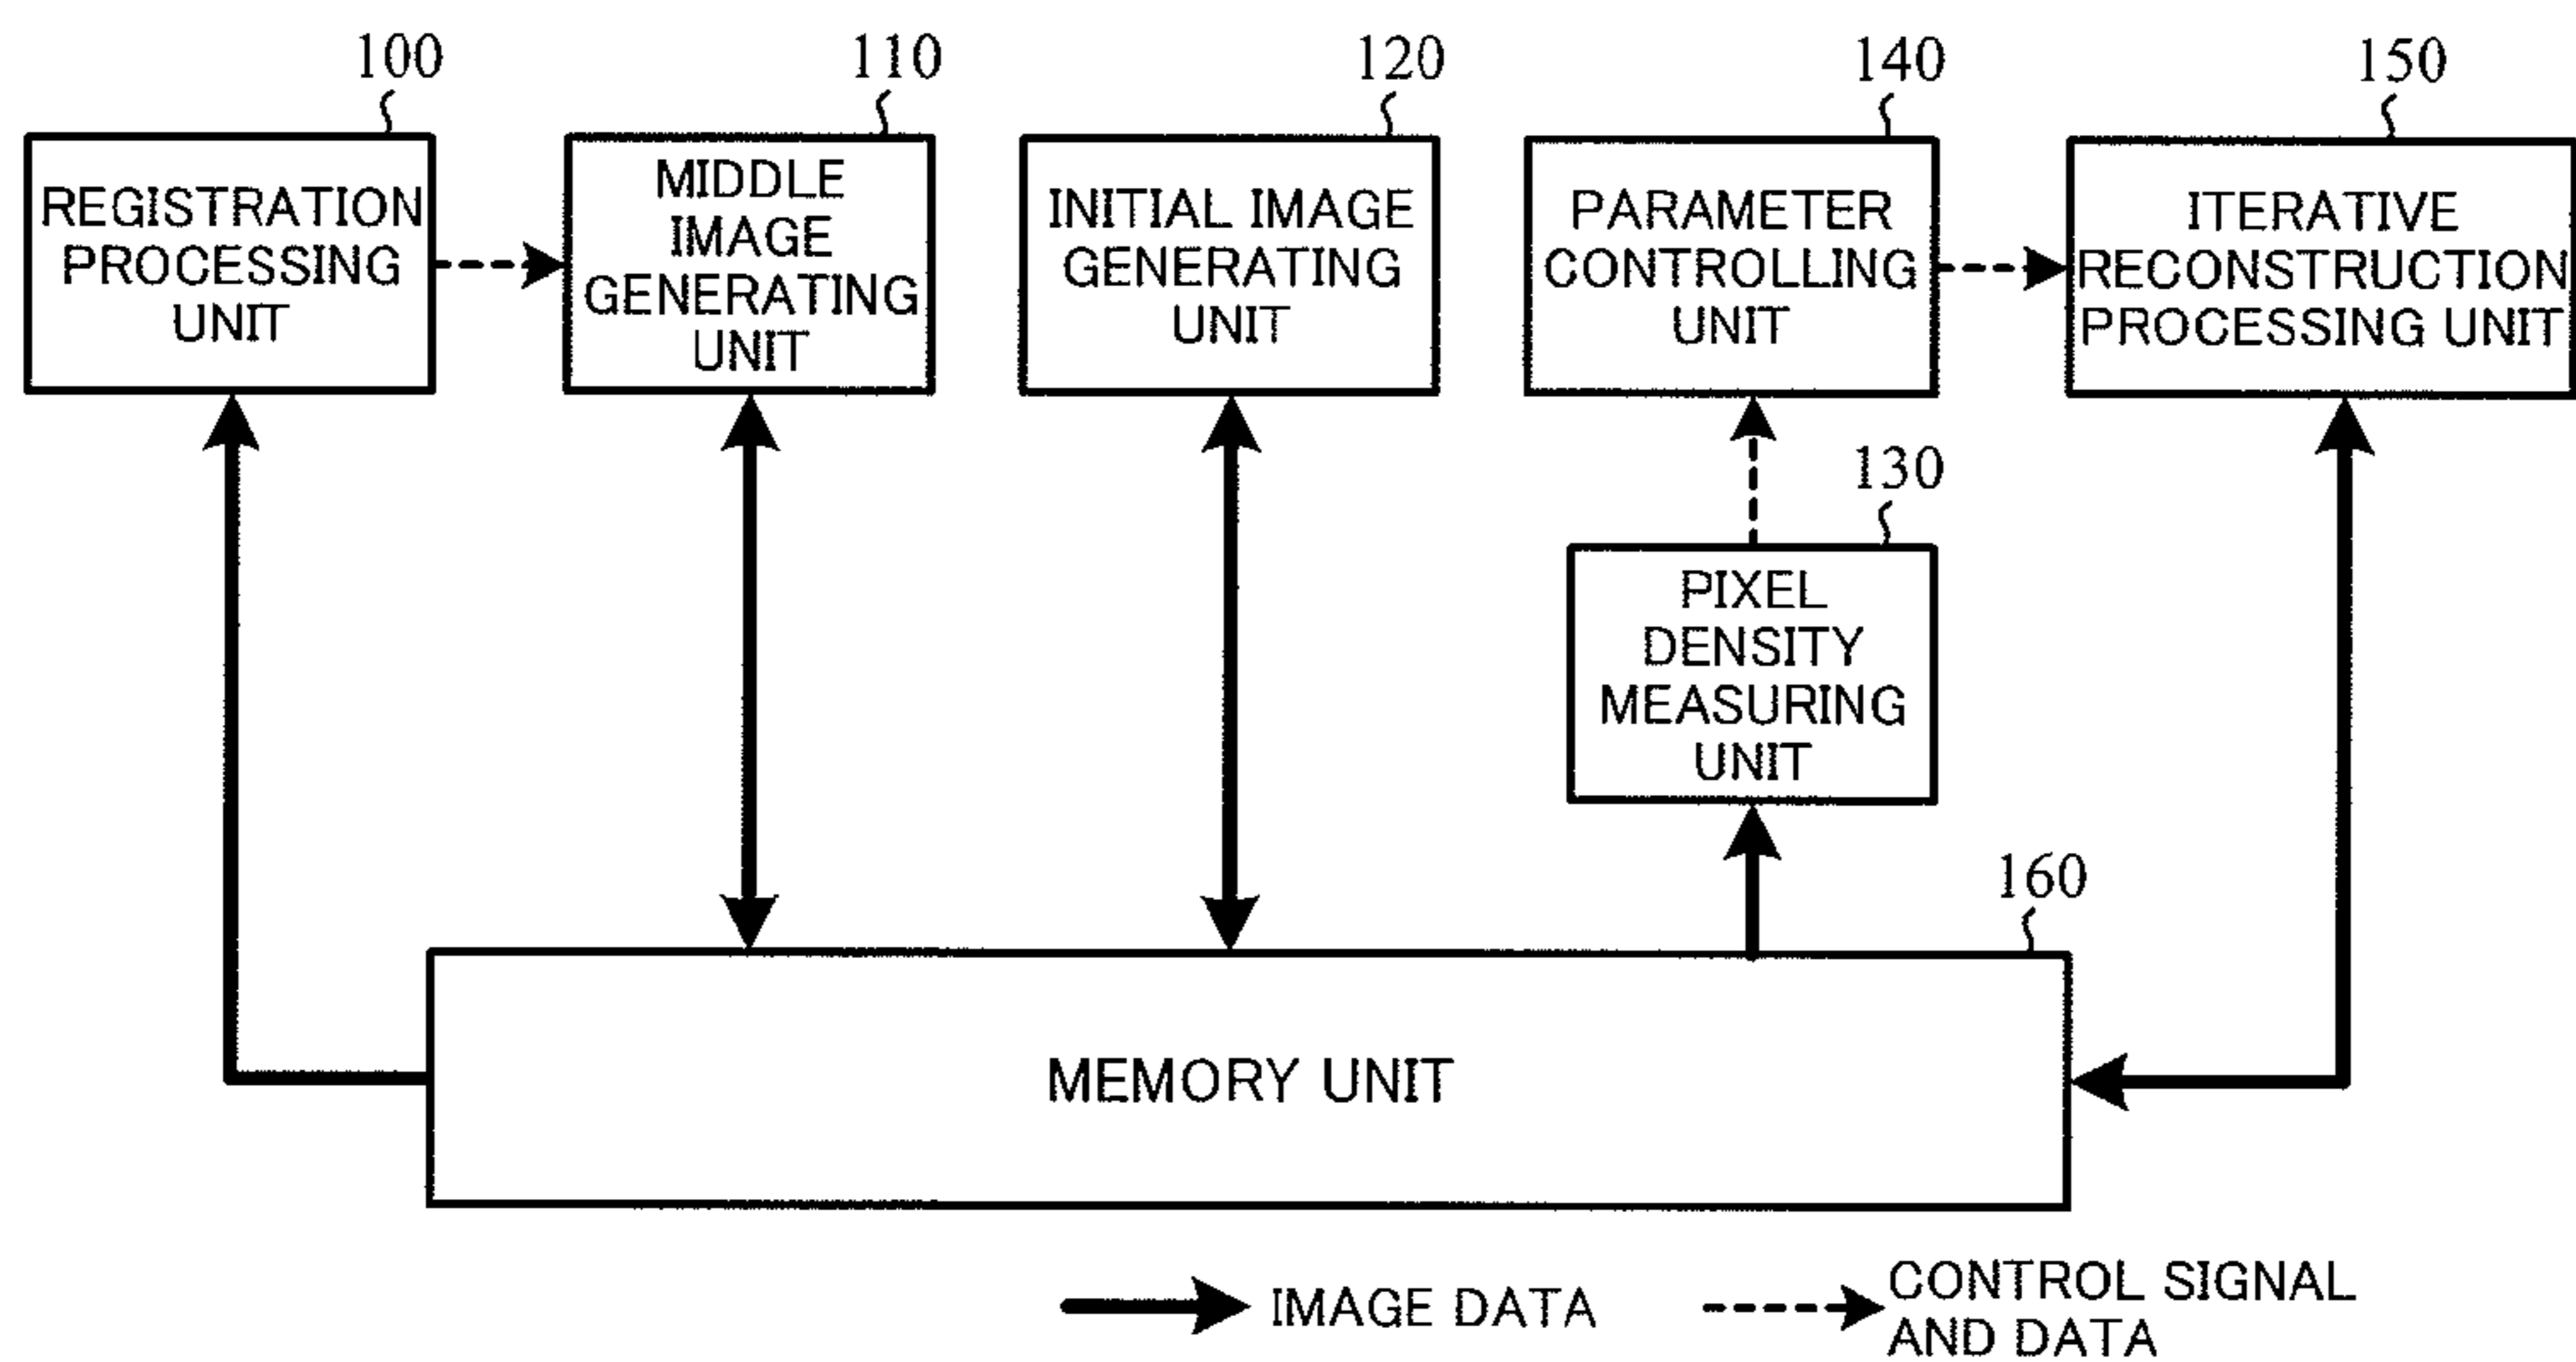 100
REGISTRATION
PROCESSING
UNIT
110
MIDDLE
IMAGE
GENERATING
UNIT
120
INITIAL IMAGE
GENERATING
UNIT
140
PARAMETER
CONTROLLING
UNIT
150
ITERATIVE
RECONSTRUCTION
PROCESSING UNIT
130
PIXEL
DENSITY
MEASURING
UNIT
160
MEMORY UNIT
IMAGE DATA
CONTROL SIGNAL
AND DATA